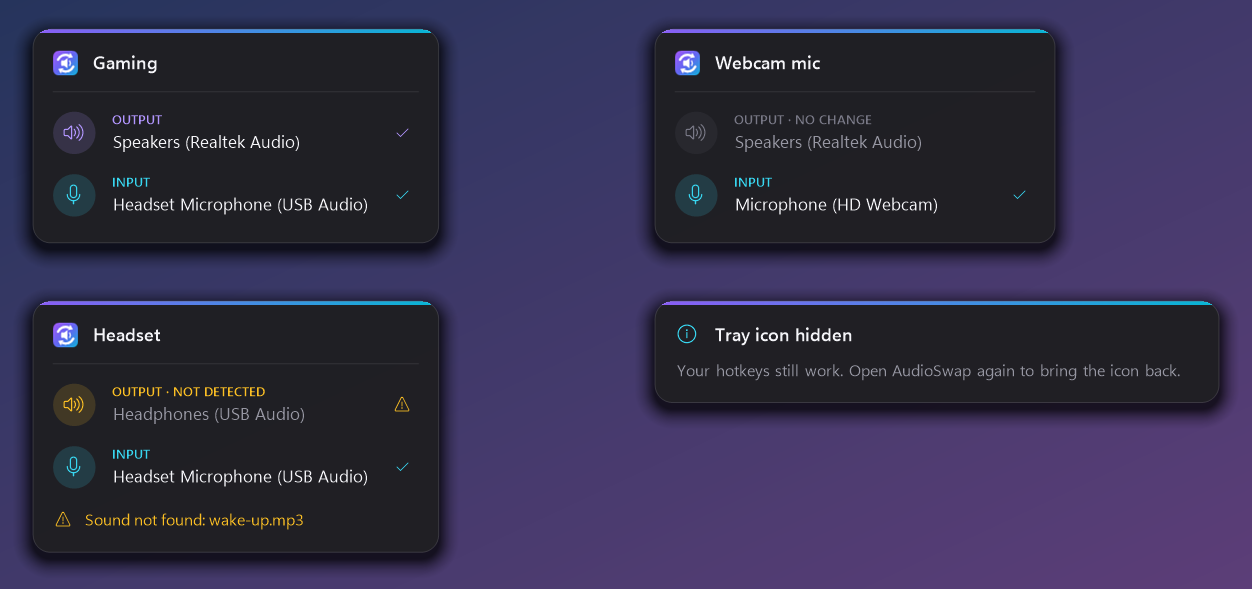 Gaming
OUTPUT
Speakers (Realtek Audio)
INPUT
Headset Microphone (USB Audio)
Webcam mic
OUTPUT · NO CHANGE
Speakers (Realtek Audio)
INPUT
Microphone (HD Webcam)
Headset
OUTPUT · NOT DETECTED
Headphones (USB Audio)
INPUT
Headset Microphone (USB Audio)
Sound not found: wake-up.mp3
Tray icon hidden
Your hotkeys still work. Open AudioSwap again to bring the icon back.